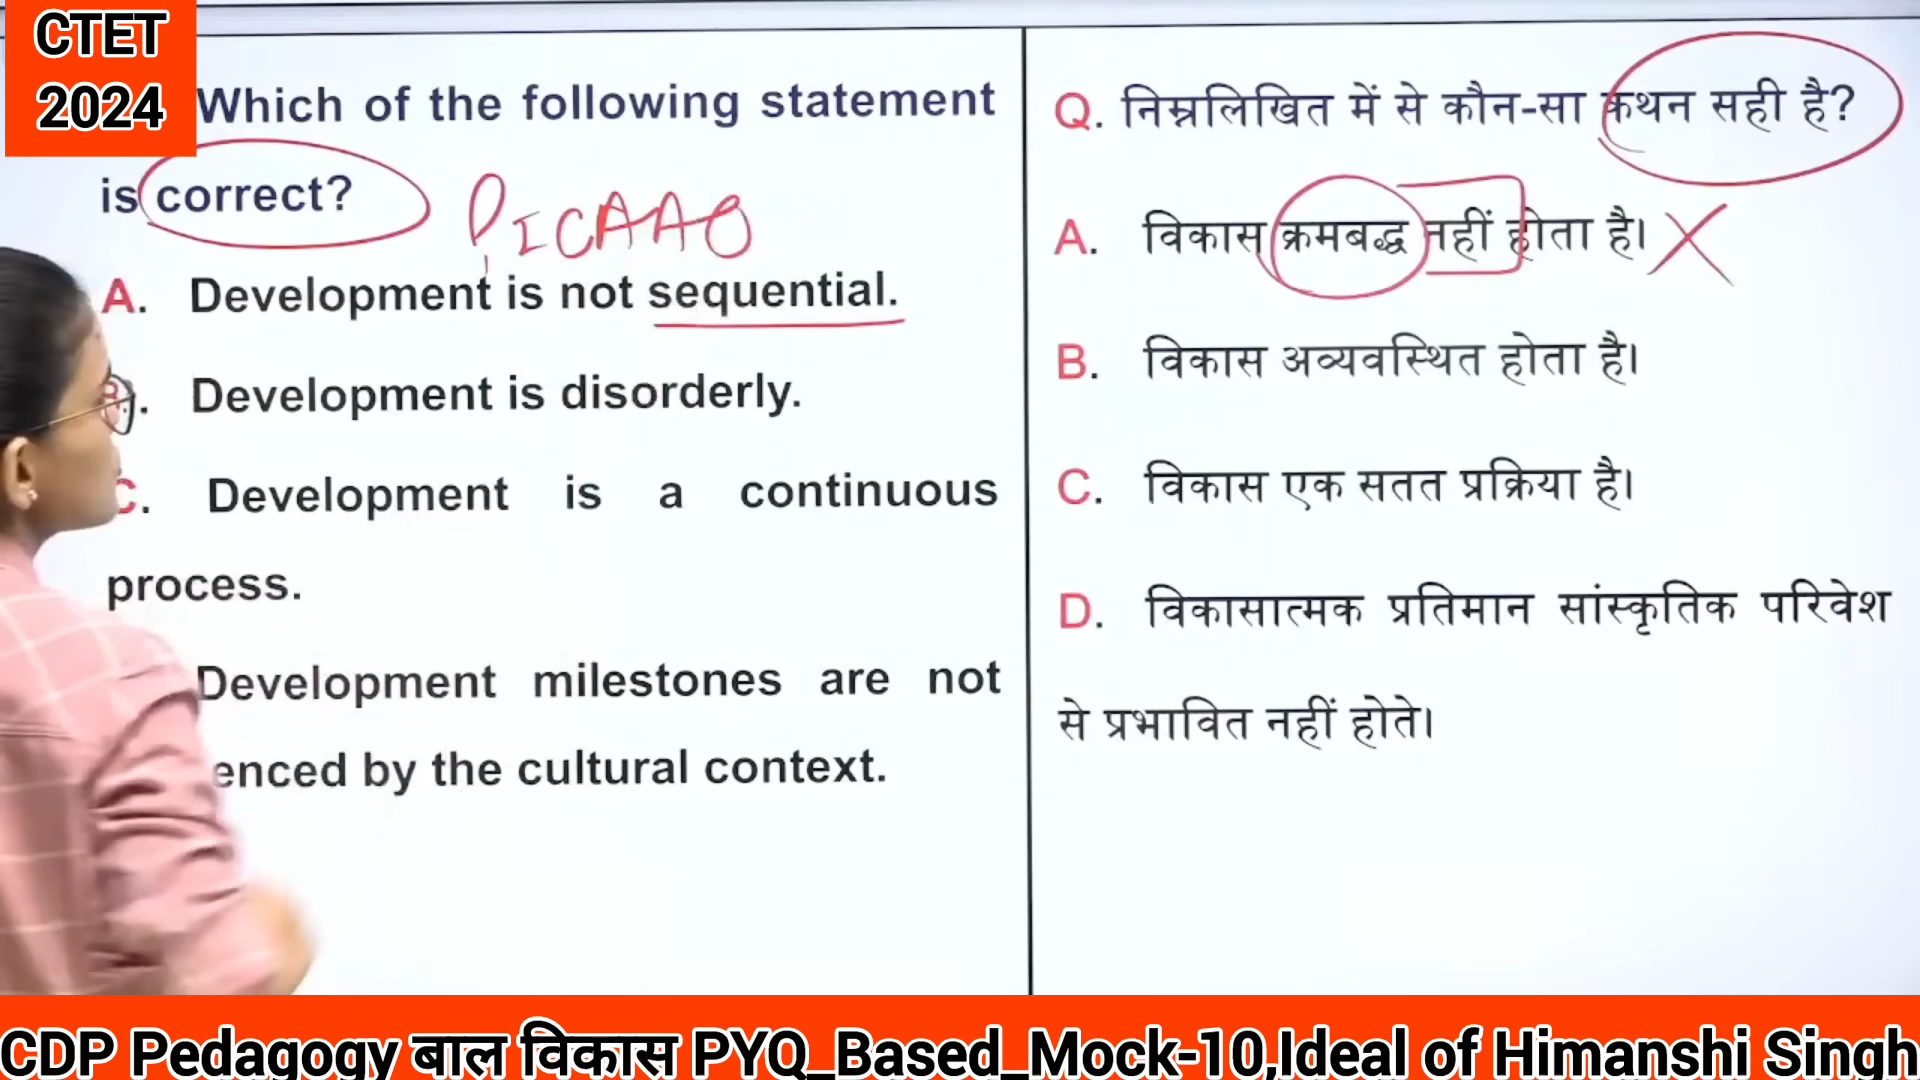 CTET
2024
Which of the following statement
is correct?
PICAAO
A. Development is not sequential.
B. Development is disorderly.
C. Development is a continuous
process.
Development milestones are not
enced by the cultural context.
Q. निम्नलिखित में से कौन-सा कथन सही है?
A. विकास क्रमबद्ध नहीं होता है।
B. विकास अव्यवस्थित होता है।
C. विकास एक सतत प्रक्रिया है।
D. विकासात्मक प्रतिमान सांस्कृतिक परिवेश
से प्रभावित नहीं होते।
CDP Pedagogy बाल विकास PYQ_Based_Mock-10,Ideal of Himanshi Singh